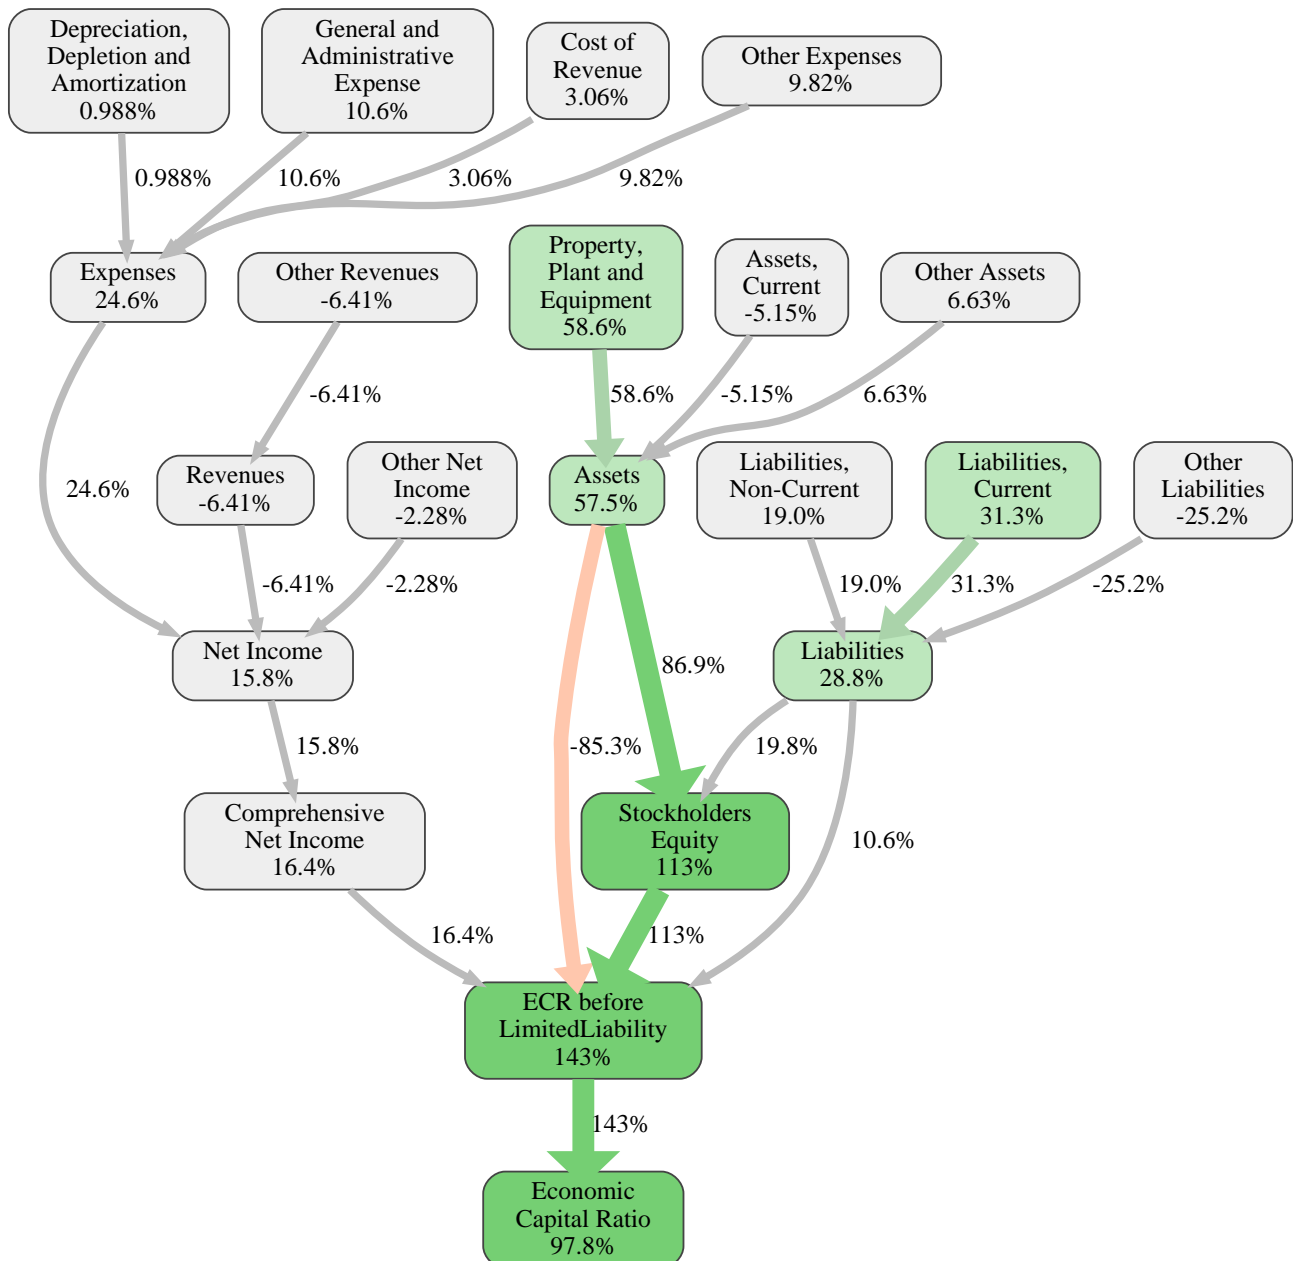 Depreciation,
Depletion and
Amortization
0.988%
General and
Administrative
Expense
10.6%
Cost of
Revenue
3.06%
Other Expenses
9.82%
0.988%
10.6%
3.06%
9.82%
Expenses
24.6%
Other Revenues
-6.41%
Property,
Plant and
Equipment
58.6%
Assets,
Current
-5.15%
Other Assets
6.63%
-6.41%
58.6%
-5.15%
6.63%
24.6%
Revenues
-6.41%
Other Net
Income
-2.28%
Assets
57.5%
Liabilities,
Non-Current
19.0%
Liabilities,
Current
31.3%
Other
Liabilities
-25.2%
-6.41%
-2.28%
19.0%
31.3%
-25.2%
Net Income
15.8%
86.9%
Liabilities
28.8%
15.8%
-85.3%
19.8%
Comprehensive
Net Income
16.4%
Stockholders
Equity
113%
10.6%
16.4%
113%
ECR before
LimitedLiability
143%
143%
Economic
Capital Ratio
97.8%